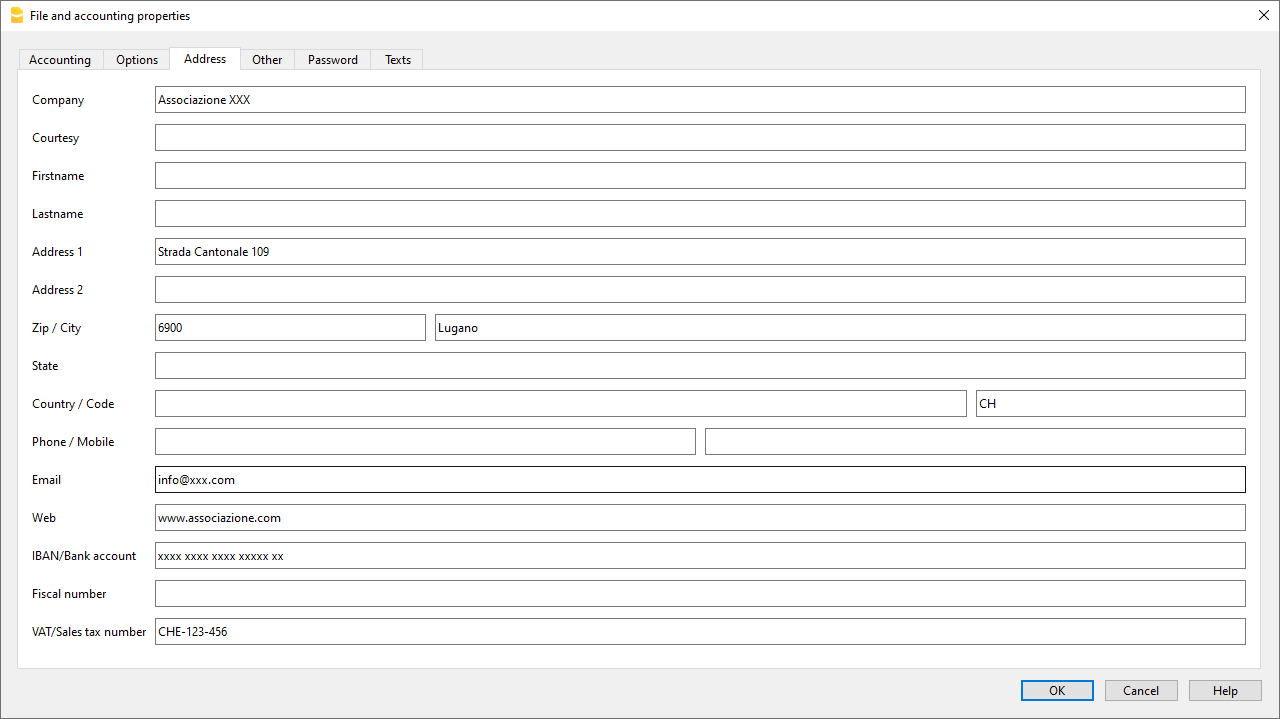 File and accounting properties
Accounting Options Address Other Password Texts
Company Associazione XXX
Courtesy
Firstname
Lastname
Address 1 Strada Cantonale 109
Address 2
Zip / City 6900 Lugano
State
Country / Code CH
Phone / Mobile
Email info@xxx.com
Web www.associazione.com
IBAN/Bank account xxxx xxxx xxxx xxxxx xx
Fiscal number
VAT/Sales tax number CHE-123-456
OK Cancel Help